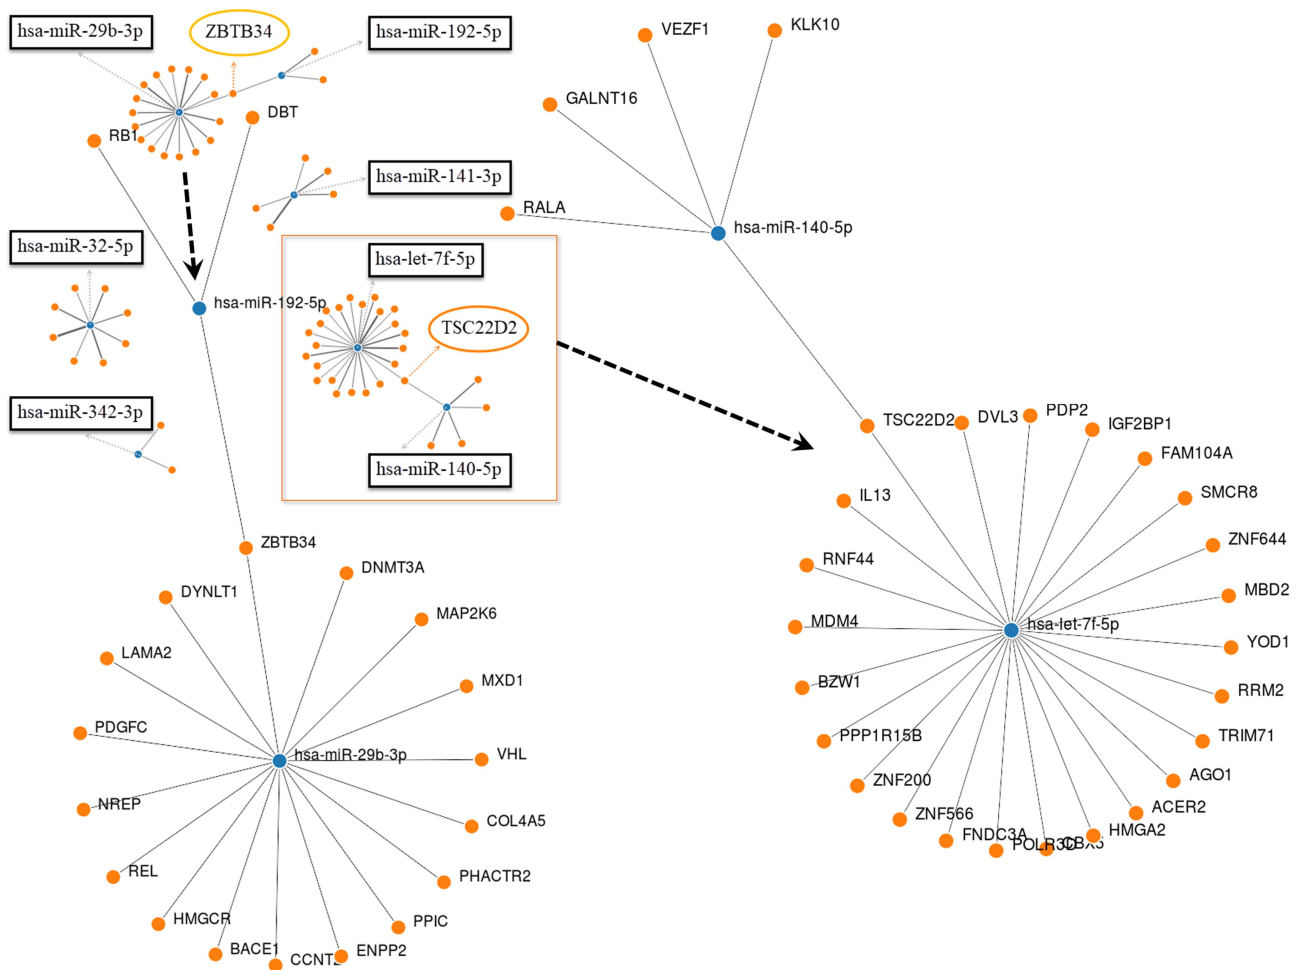 hsa-miR-29b-3p
ZBTB34
hsa-miR-192-5p
VEZF1
KLK10
GALNT16
DBT
RB1
hsa-miR-141-3p
RALA
hsa-miR-140-5p
hsa-miR-32-5p
hsa-let-7f-5p
hsa-miR-192-5p
TSC22D2
hsa-miR-342-3p
hsa-miR-140-5p
TSC22D2
DVL3
PDP2
IGF2BP1
FAM104A
IL13
SMCR8
ZNF644
RNF44
MBD2
MDM4
hsa-let-7f-5p
YOD1
BZW1
RRM2
PPP1R15B
TRIM71
ZNF200
AGO1
ZNF566
ACER2
FNDC3A
HMGA2
POLR3D
ZBTB34
DNMT3A
DYNLT1
MAP2K6
LAMA2
MXD1
PDGFC
hsa-miR-29b-3p
VHL
NREP
COL4A5
REL
PHACTR2
HMGCR
PPIC
BACE1
ENPP2